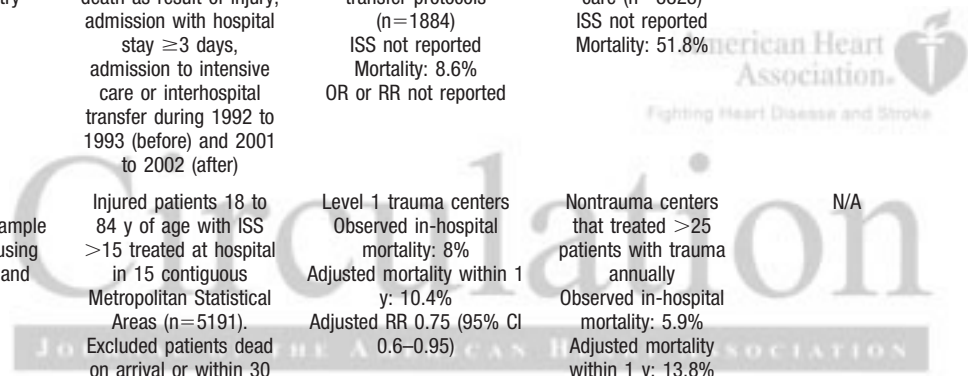 try
death as result of injury,
admission with hospital
stay ≥3 days,
admission to intensive
care or interhospital
transfer during 1992 to
1993 (before) and 2001
to 2002 (after)
transfer protocols
(n=1884)
ISS not reported
Mortality: 8.6%
OR or RR not reported
ISS not reported
Mortality: 51.8%
American Heart
Association®
Fighting Heart Disease and Stroke
Circulation
ample
using
and
Injured patients 18 to
84 y of age with ISS
>15 treated at hospital
in 15 contiguous
Metropolitan Statistical
Areas (n=5191).
Excluded patients dead
on arrival or within 30
Level 1 trauma centers
Observed in-hospital
mortality: 8%
Adjusted mortality within 1
y: 10.4%
Adjusted RR 0.75 (95% CI
0.6–0.95)
Nontrauma centers
that treated >25
patients with trauma
annually
Observed in-hospital
mortality: 5.9%
Adjusted mortality
within 1 y: 13.8%
N/A
JOURNAL OF THE AMERICAN HEART ASSOCIATION